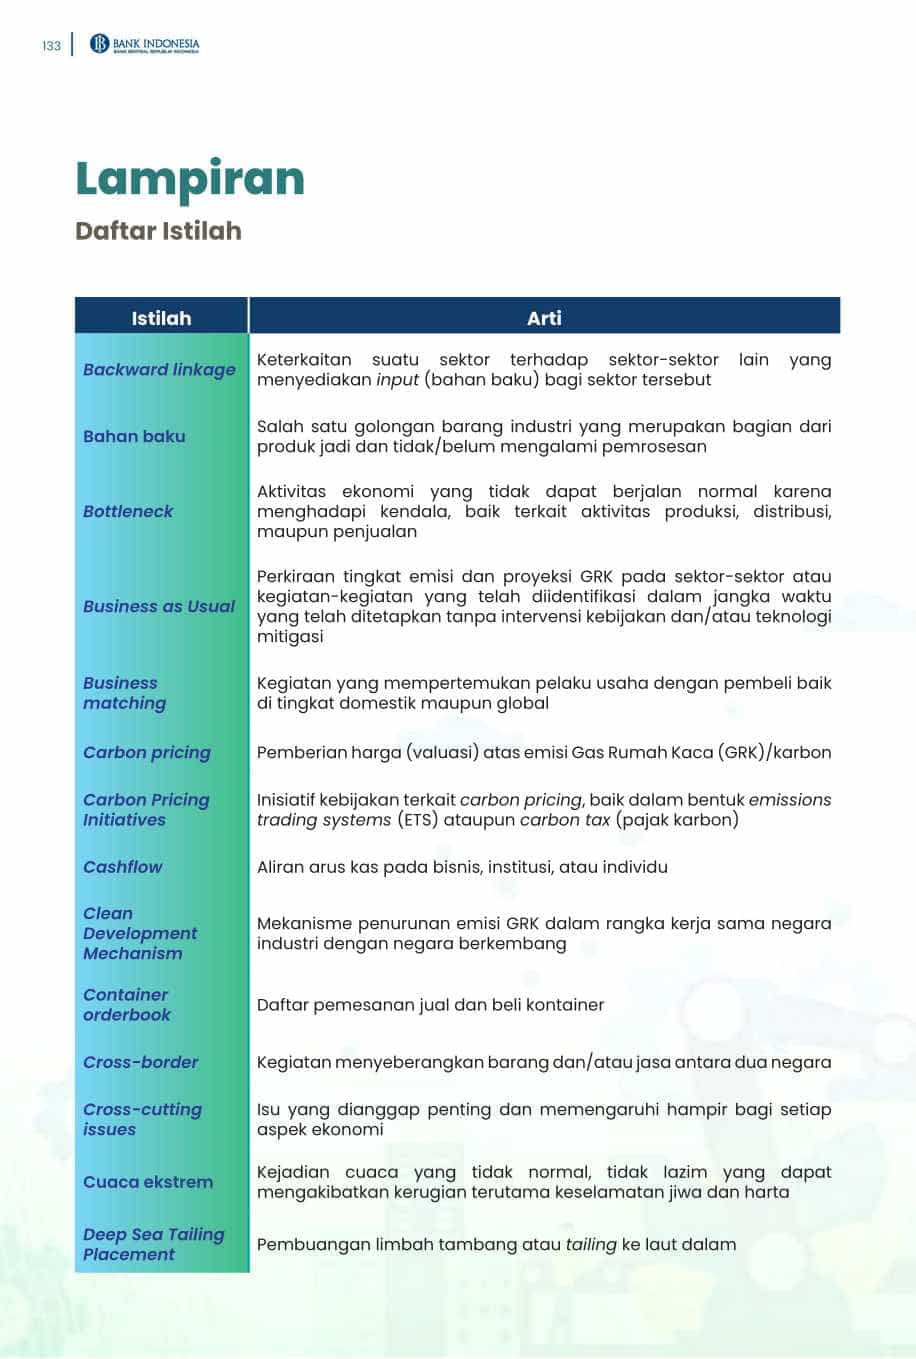 133
BANK INDONESIA
BANK SENTRAL REPUBLIK INDONESIA
Lampiran
Daftar Istilah
Istilah
Arti
Backward linkage
Keterkaitan suatu sektor terhadap sektor-sektor lain yang
menyediakan input (bahan baku) bagi sektor tersebut
Bahan baku
Salah satu golongan barang industri yang merupakan bagian dari
produk jadi dan tidak/belum mengalami pemrosesan
Bottleneck
Aktivitas ekonomi yang tidak dapat berjalan normal karena
menghadapi kendala, baik terkait aktivitas produksi, distribusi,
maupun penjualan
Business as Usual
Perkiraan tingkat emisi dan proyeksi GRK pada sektor-sektor atau
kegiatan-kegiatan yang telah diidentifikasi dalam jangka waktu
yang telah ditetapkan tanpa intervensi kebijakan dan/atau teknologi
mitigasi
Business
matching
Kegiatan yang mempertemukan pelaku usaha dengan pembeli baik
di tingkat domestik maupun global
Carbon pricing
Pemberian harga (valuasi) atas emisi Gas Rumah Kaca (GRK)/karbon
Carbon Pricing
Initiatives
Inisiatif kebijakan terkait carbon pricing, baik dalam bentuk emissions
trading systems (ETS) ataupun carbon tax (pajak karbon)
Cashflow
Aliran arus kas pada bisnis, institusi, atau individu
Clean
Development
Mechanism
Mekanisme penurunan emisi GRK dalam rangka kerja sama negara
industri dengan negara berkembang
Container
orderbook
Daftar pemesanan jual dan beli kontainer
Cross-border
Kegiatan menyeberangkan barang dan/atau jasa antara dua negara
Cross-cutting
issues
Isu yang dianggap penting dan memengaruhi hampir bagi setiap
aspek ekonomi
Cuaca ekstrem
Kejadian cuaca yang tidak normal, tidak lazim yang dapat
mengakibatkan kerugian terutama keselamatan jiwa dan harta
Deep Sea Tailing
Placement
Pembuangan limbah tambang atau tailing ke laut dalam